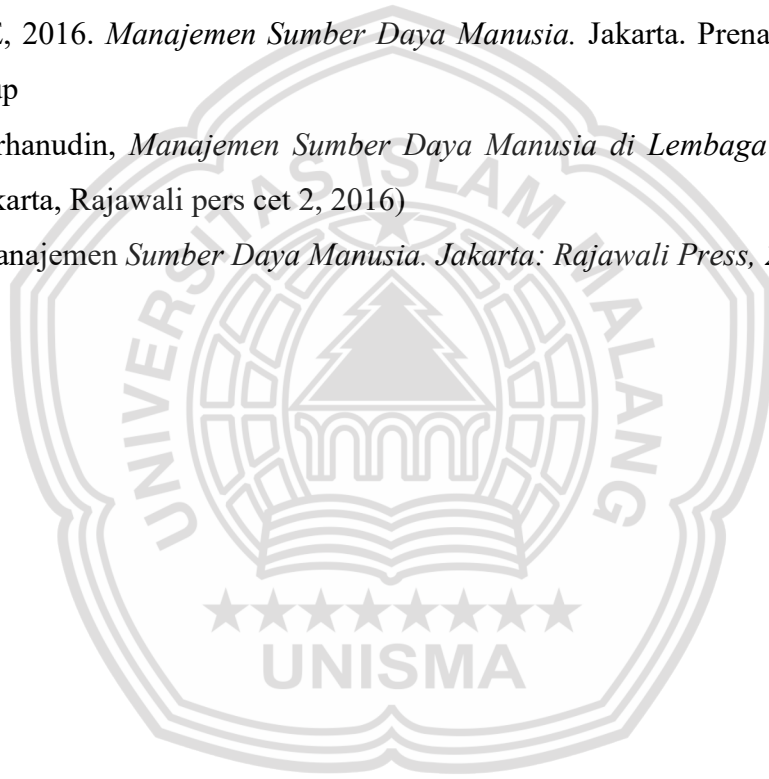 , 2016. Manajemen Sumber Daya Manusia. Jakarta. Prena
up
rhanudin, Manajemen Sumber Daya Manusia di Lembaga
karta, Rajawali pers cet 2, 2016)
anajemen Sumber Daya Manusia. Jakarta: Rajawali Press,
UNIVERSITAS ISLAM MALANG
UNISMA